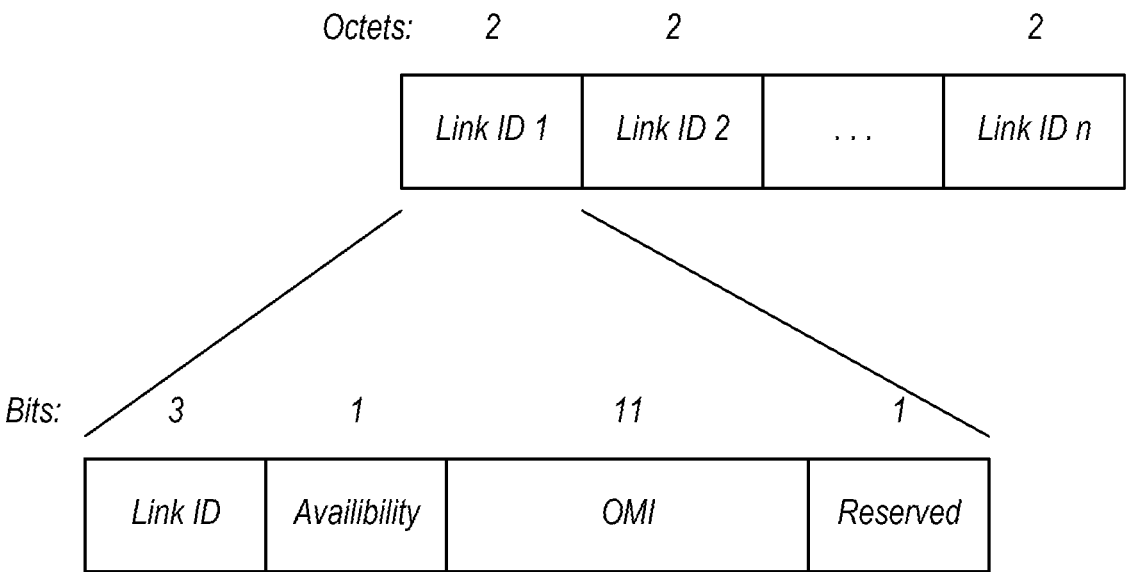 Octets: 2 2 2
Link ID 1 Link ID 2 . . . Link ID n
Bits: 3 1 11 1
Link ID Availibility OMI Reserved